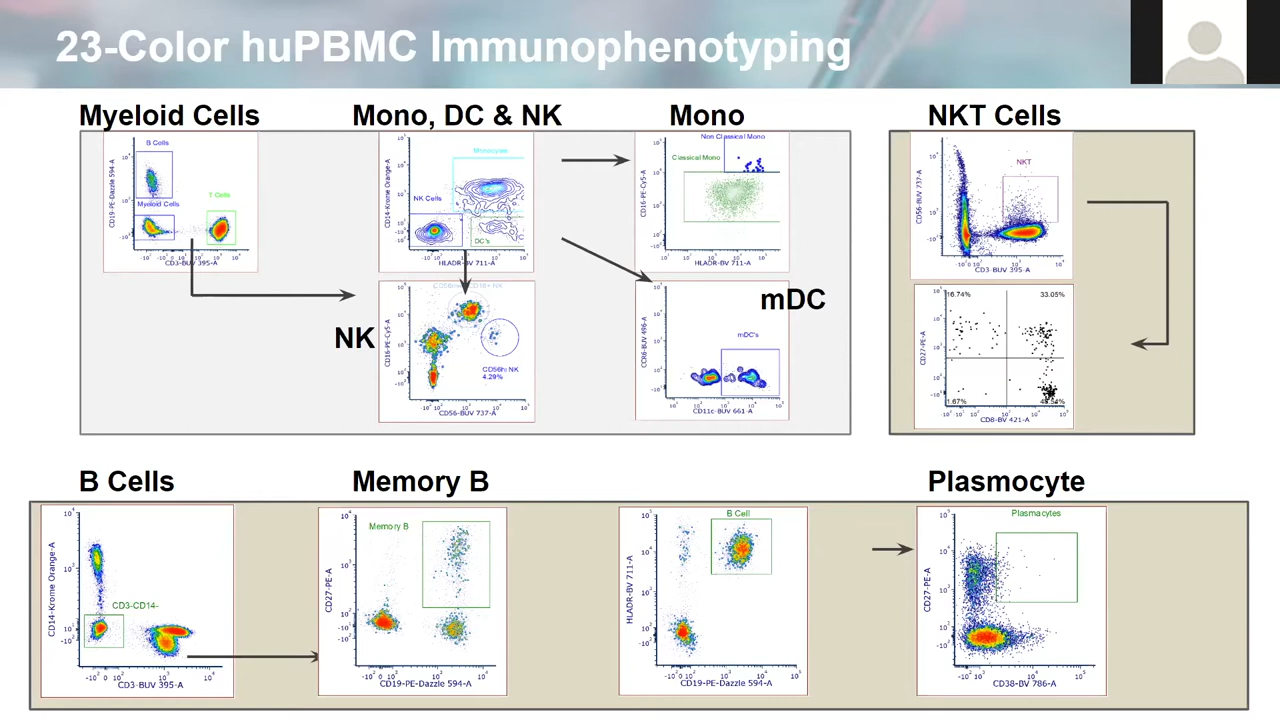 23-Color huPBMC Immunophenotyping
Myeloid Cells
Mono, DC & NK
Mono
NKT Cells
B Cells
T Cells
Myeloid Cells
CD19-PE-Dazzle 594-A
CD3-BUV 395-A
Monocytes
NK Cells
DC's
CD14-Krome Orange-A
HLADR-BV 711-A
Non Classical Mono
Classical Mono
CD16-PE-Cy5-A
HLADR-BV 711-A
NKT
CD56-BUV 737-A
CD3-BUV 395-A
NK
CD56hi NK
4.29%
CD16-PE-Cy5-A
CD56-BUV 737-A
mDC
mDC's
CD11c-BUV 661-A
16.74%
33.05%
1.67%
CD27-PE-A
CD8-BV 421-A
B Cells
Memory B
Plasmocyte
CD3-CD14-
CD14-Krome Orange-A
CD3-BUV 395-A
Memory B
CD27-PE-A
CD19-PE-Dazzle 594-A
B Cell
HLADR-BV 711-A
CD19-PE-Dazzle 594-A
Plasmacytes
CD27-PE-A
CD38-BV 786-A